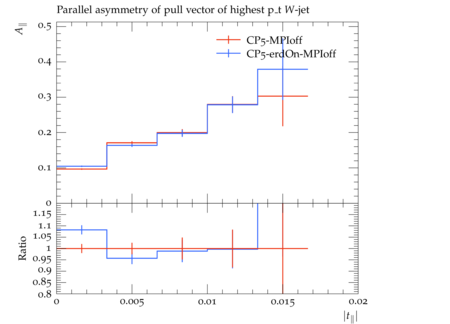 Parallel asymmetry of pull vector of highest p_t W-jet
A∥
CP5-MPIoff
CP5-erdOn-MPIoff
0.5
0.4
0.3
0.2
0.1
0
Ratio
1.15
1.1
1.05
1
0.95
0.9
0.85
0.8
0 0.005 0.01 0.015 0.02
|t∥|